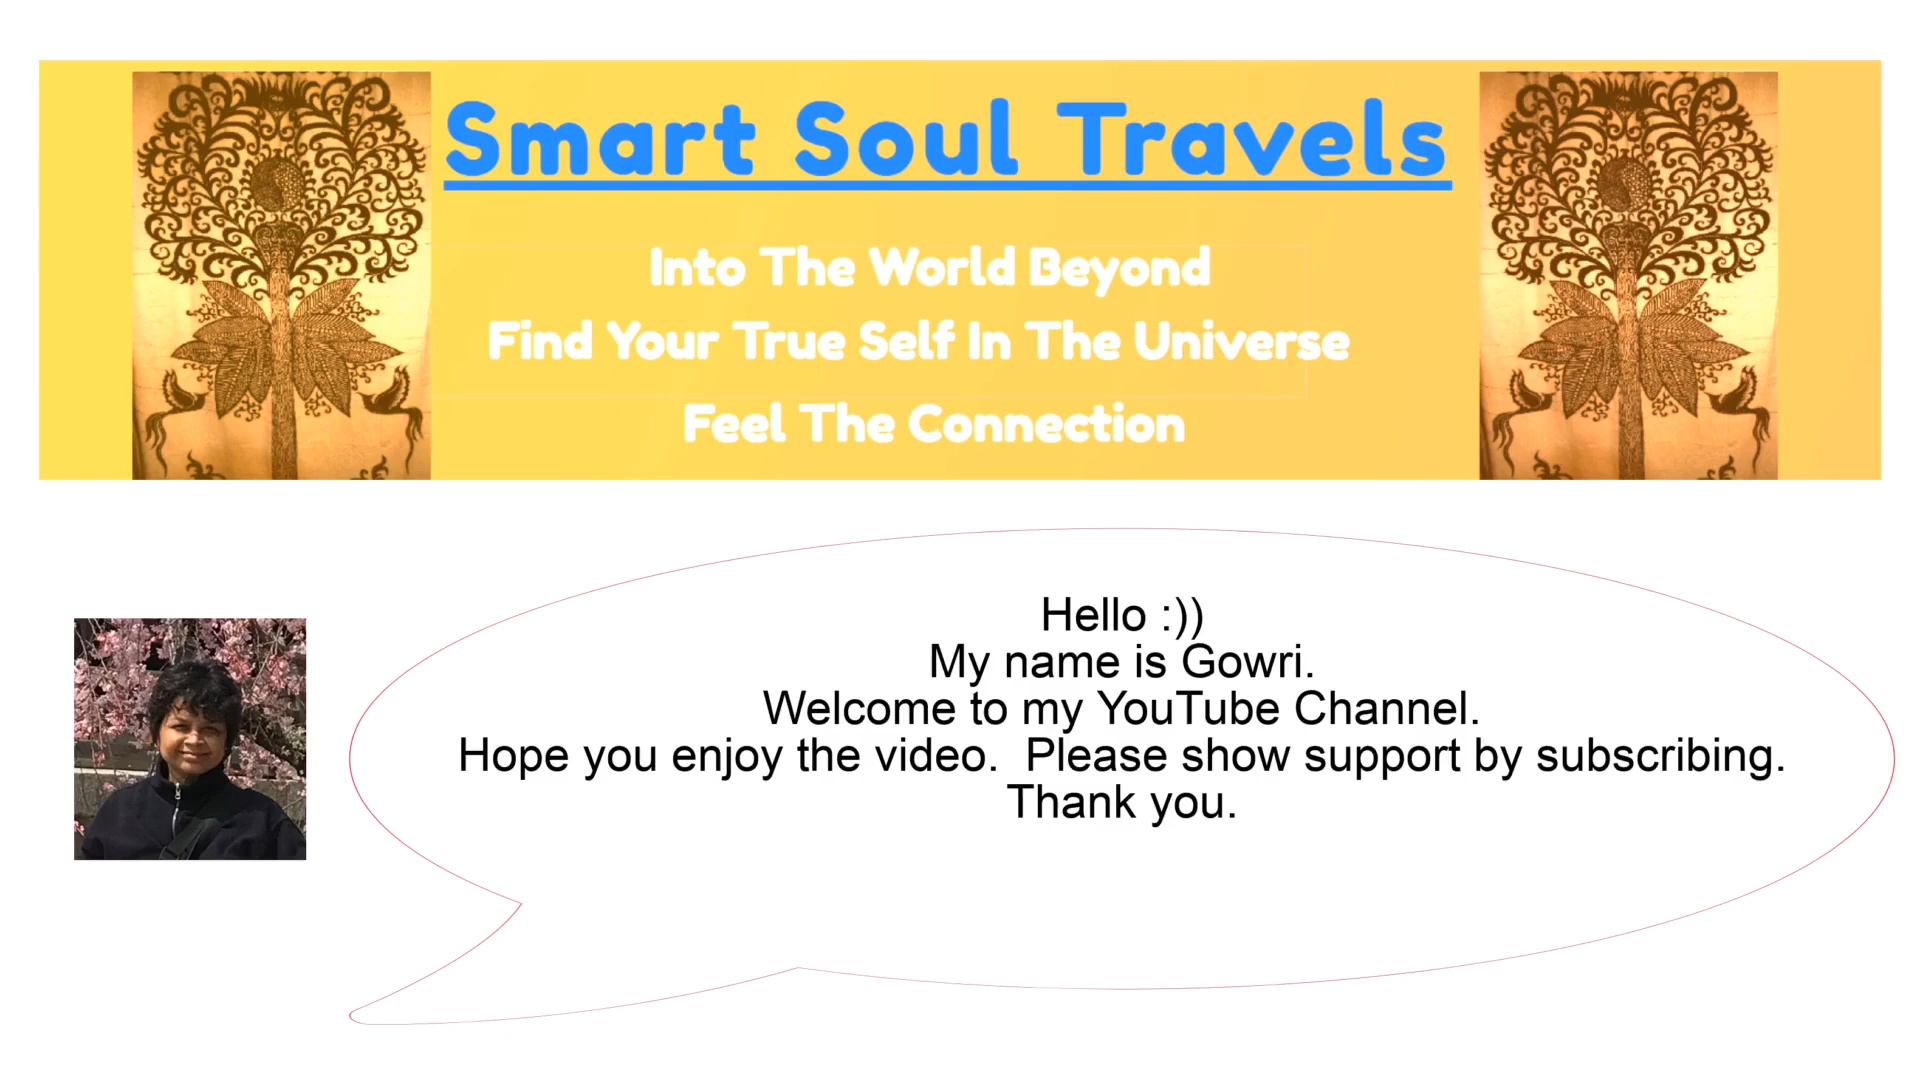 Smart Soul Travels
Into The World Beyond
Find Your True Self In The Universe
Feel The Connection
Hello :))
My name is Gowri.
Welcome to my YouTube Channel.
Hope you enjoy the video.  Please show support by subscribing.
Thank you.